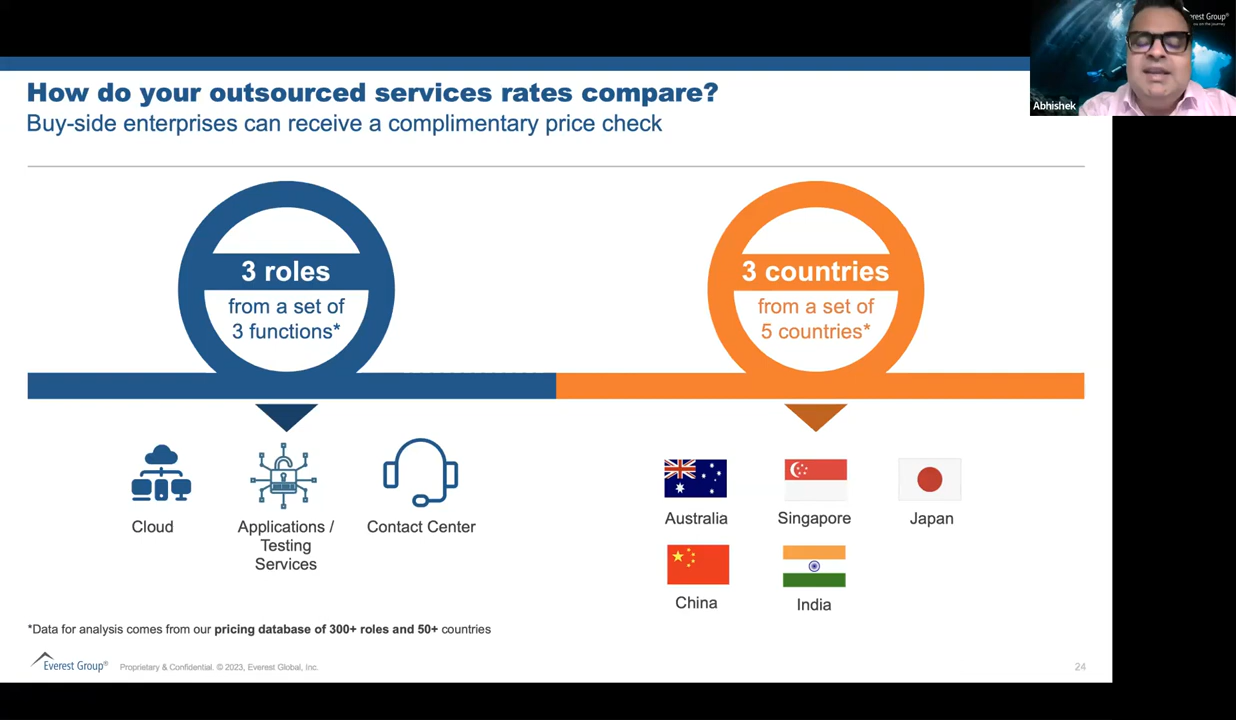 How do your outsourced services rates compare?
Buy-side enterprises can receive a complimentary price check
Everest Group®
Abhishek
3 roles
from a set of
3 functions*
3 countries
from a set of
5 countries*
Cloud
Applications /
Testing
Services
Contact Center
Australia
Singapore
Japan
China
India
*Data for analysis comes from our pricing database of 300+ roles and 50+ countries
Everest Group®
Proprietary & Confidential. © 2023, Everest Global, Inc.
24